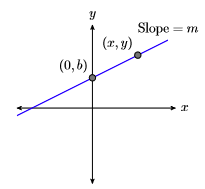 y
Slope = m
(x, y)
(0, b)
x